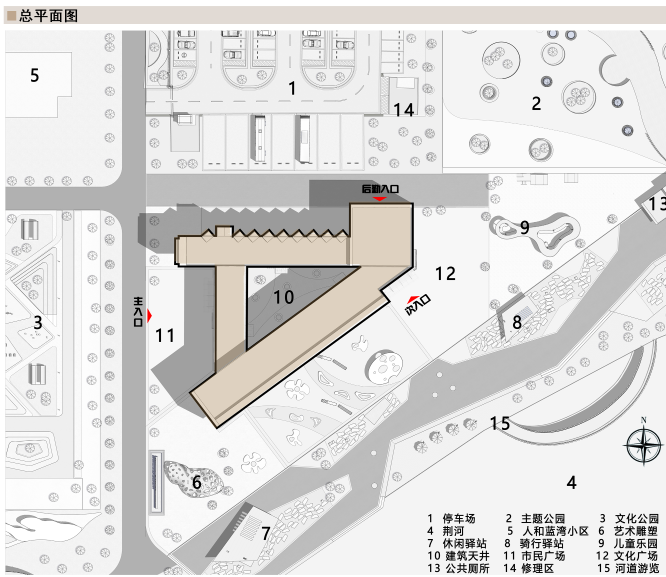 总平面图
5
1
14
2
后勤入口
13
9
12
10
次入口
主入口
11
3
8
15
N
6
4
7
1 停车场 2 主题公园 3 文化公园
4 荆河 5 人和蓝湾小区 6 艺术雕塑
7 休闲驿站 8 骑行驿站 9 儿童乐园
10 建筑天井 11 市民广场 12 文化广场
13 公共厕所 14 修理区 15 河道游览